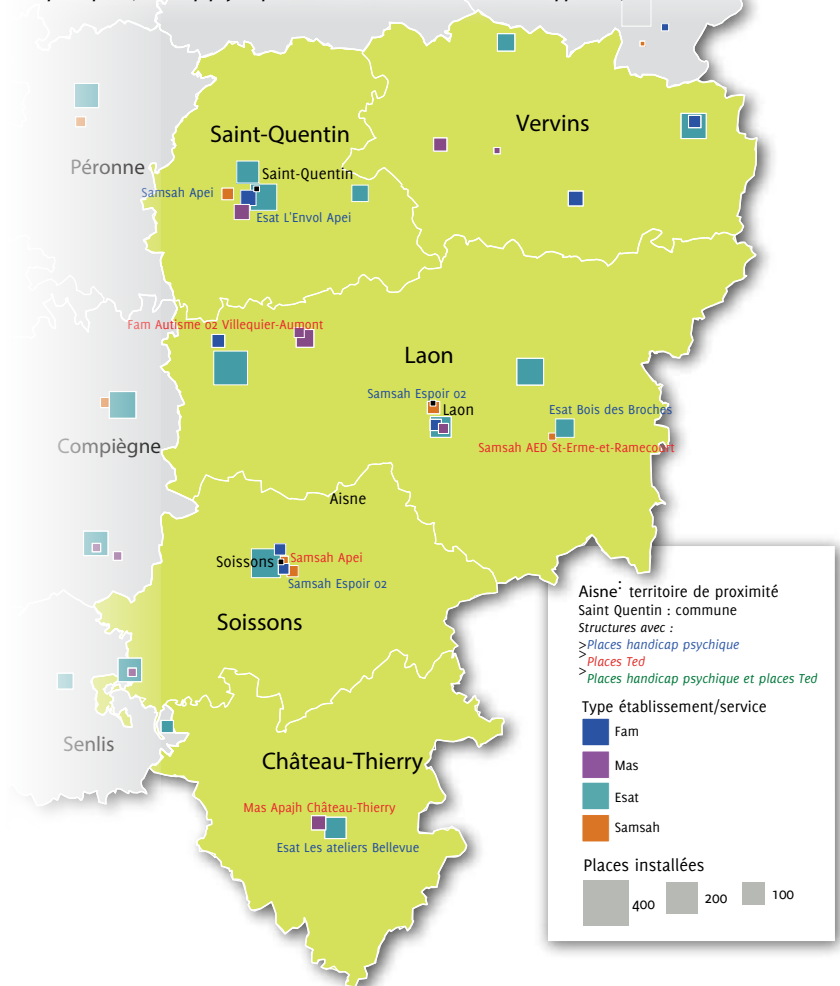 Saint-Quentin
Vervins
Péronne
Saint-Quentin
Samsah Apei
Esat L'Envol Apei
Fam Autisme 02 Villequier-Aumont
Laon
Samsah Espoir 02
Laon
Esat Bois des Broches
Compiègne
Samsah AED St-Erme-et-Ramecourt
Aisne
Soissons
Samsah Apei
Samsah Espoir 02
Soissons
Senlis
Château-Thierry
Mas Apajh Château-Thierry
Esat Les ateliers Bellevue
Aisne : territoire de proximité
Saint Quentin : commune
Structures avec :
>Places handicap psychique
>Places Ted
>Places handicap psychique et places Ted
Type établissement/service
Fam
Mas
Esat
Samsah
Places installées
400
200
100